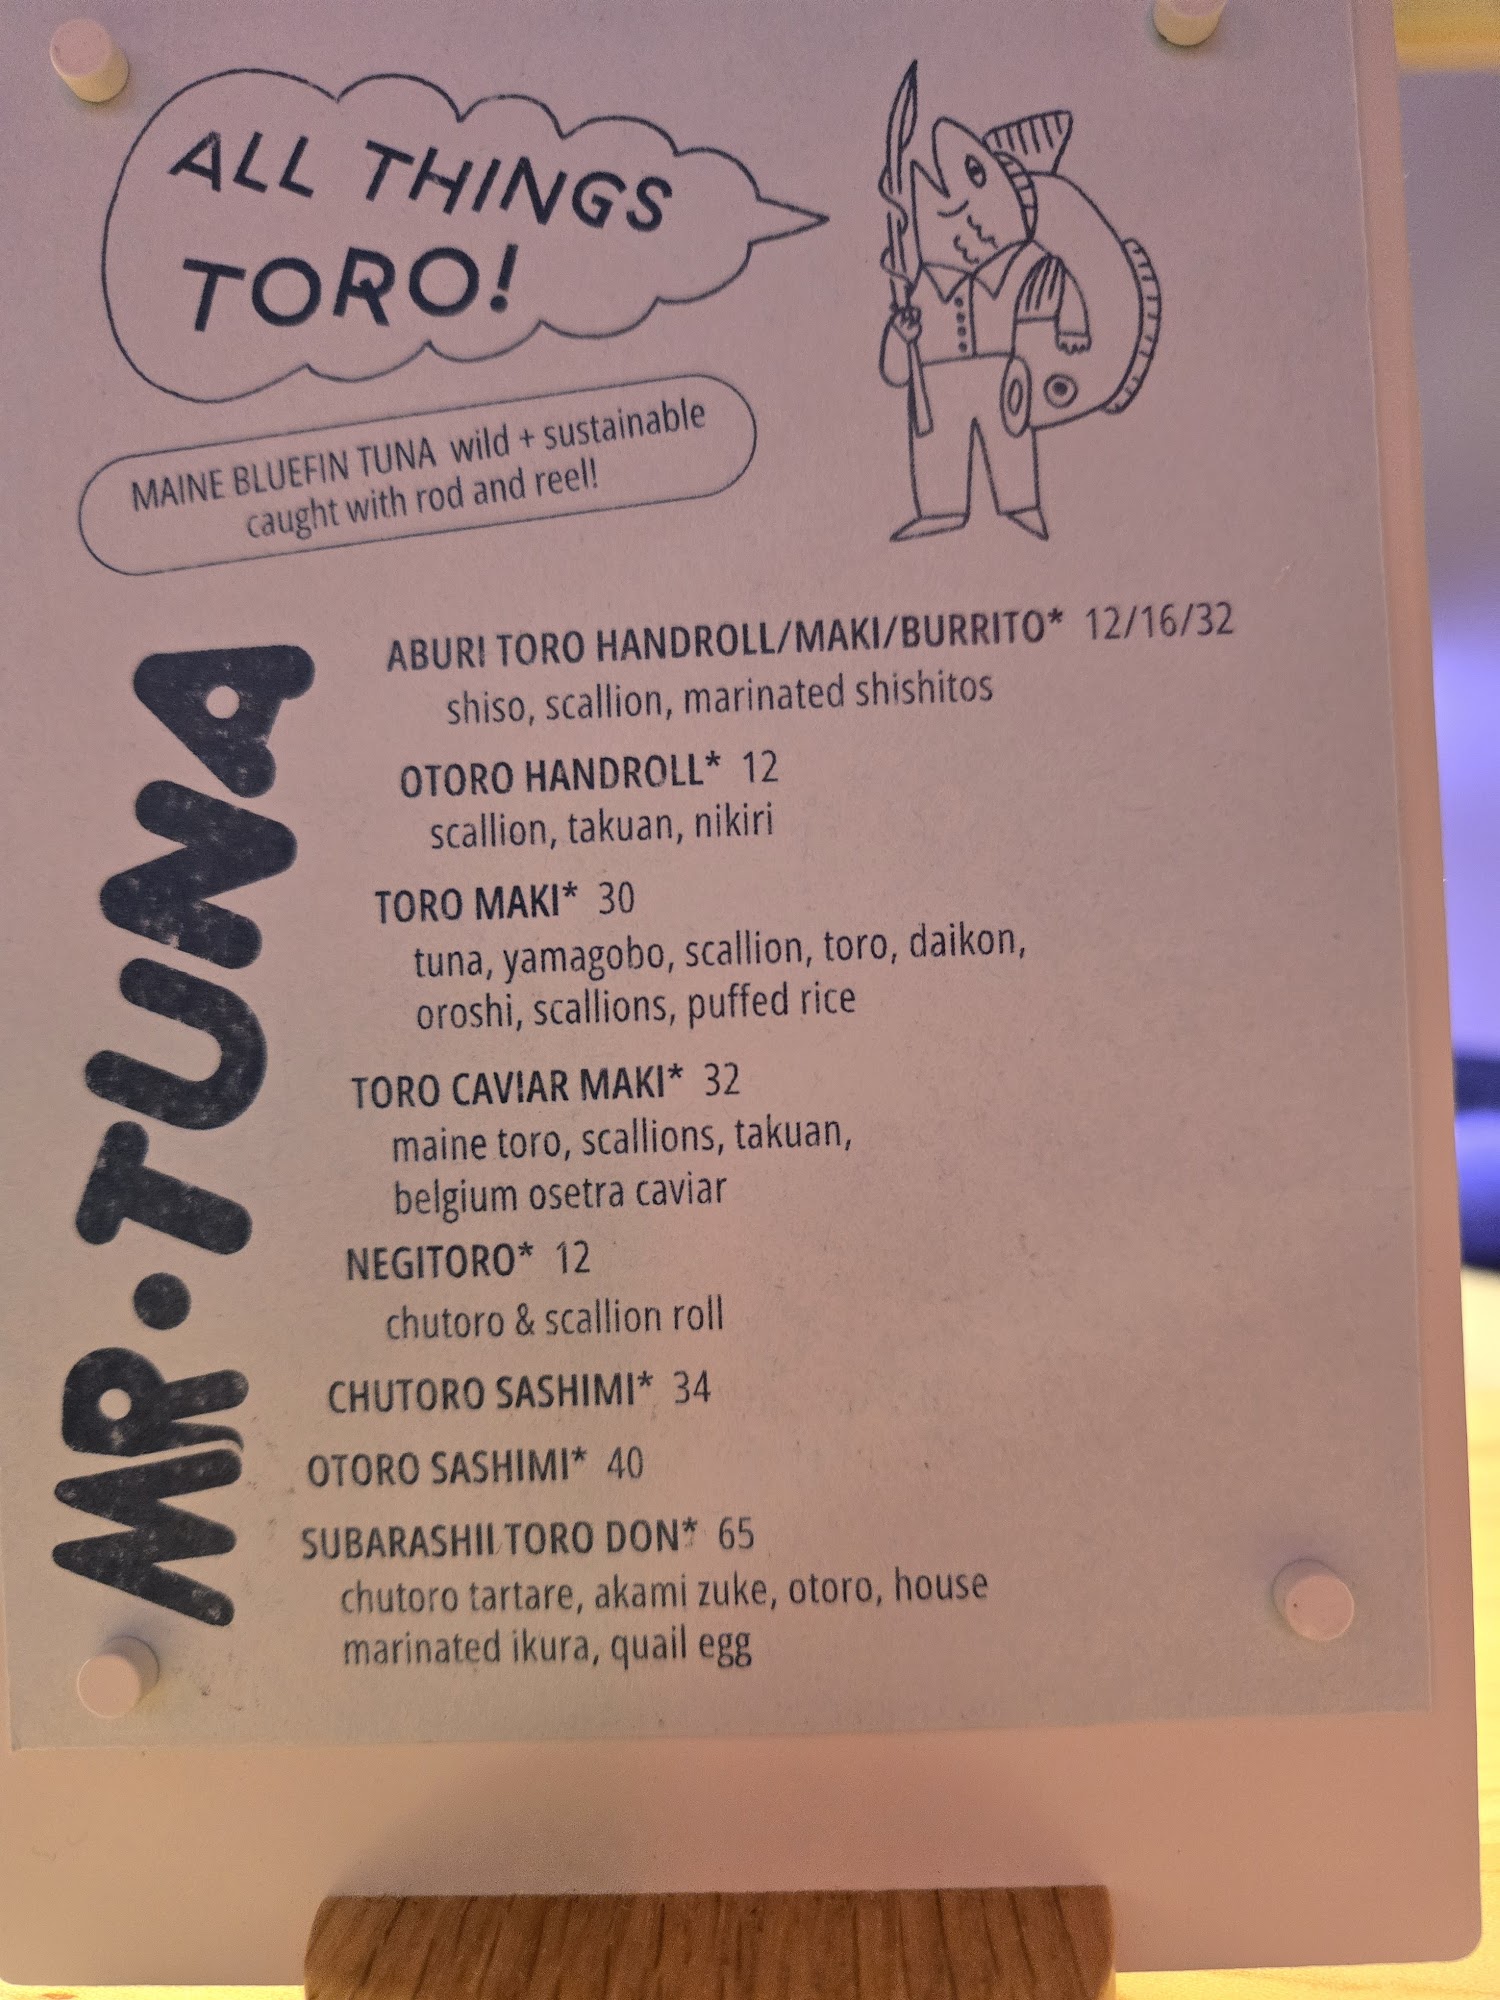 ALL THINGS
TORO!
MAINE BLUEFIN TUNA wild + sustainable
caught with rod and reel!
MR•TUNA
ABURI TORO HANDROLL/MAKI/BURRITO* 12/16/32
shiso, scallion, marinated shishitos
OTORO HANDROLL* 12
scallion, takuan, nikiri
TORO MAKI* 30
tuna, yamagobo, scallion, toro, daikon,
oroshi, scallions, puffed rice
TORO CAVIAR MAKI* 32
maine toro, scallions, takuan,
belgium osetra caviar
NEGITORO* 12
chutoro & scallion roll
CHUTORO SASHIMI* 34
OTORO SASHIMI* 40
SUBARASHII TORO DON* 65
chutoro tartare, akami zuke, otoro, house
marinated ikura, quail egg